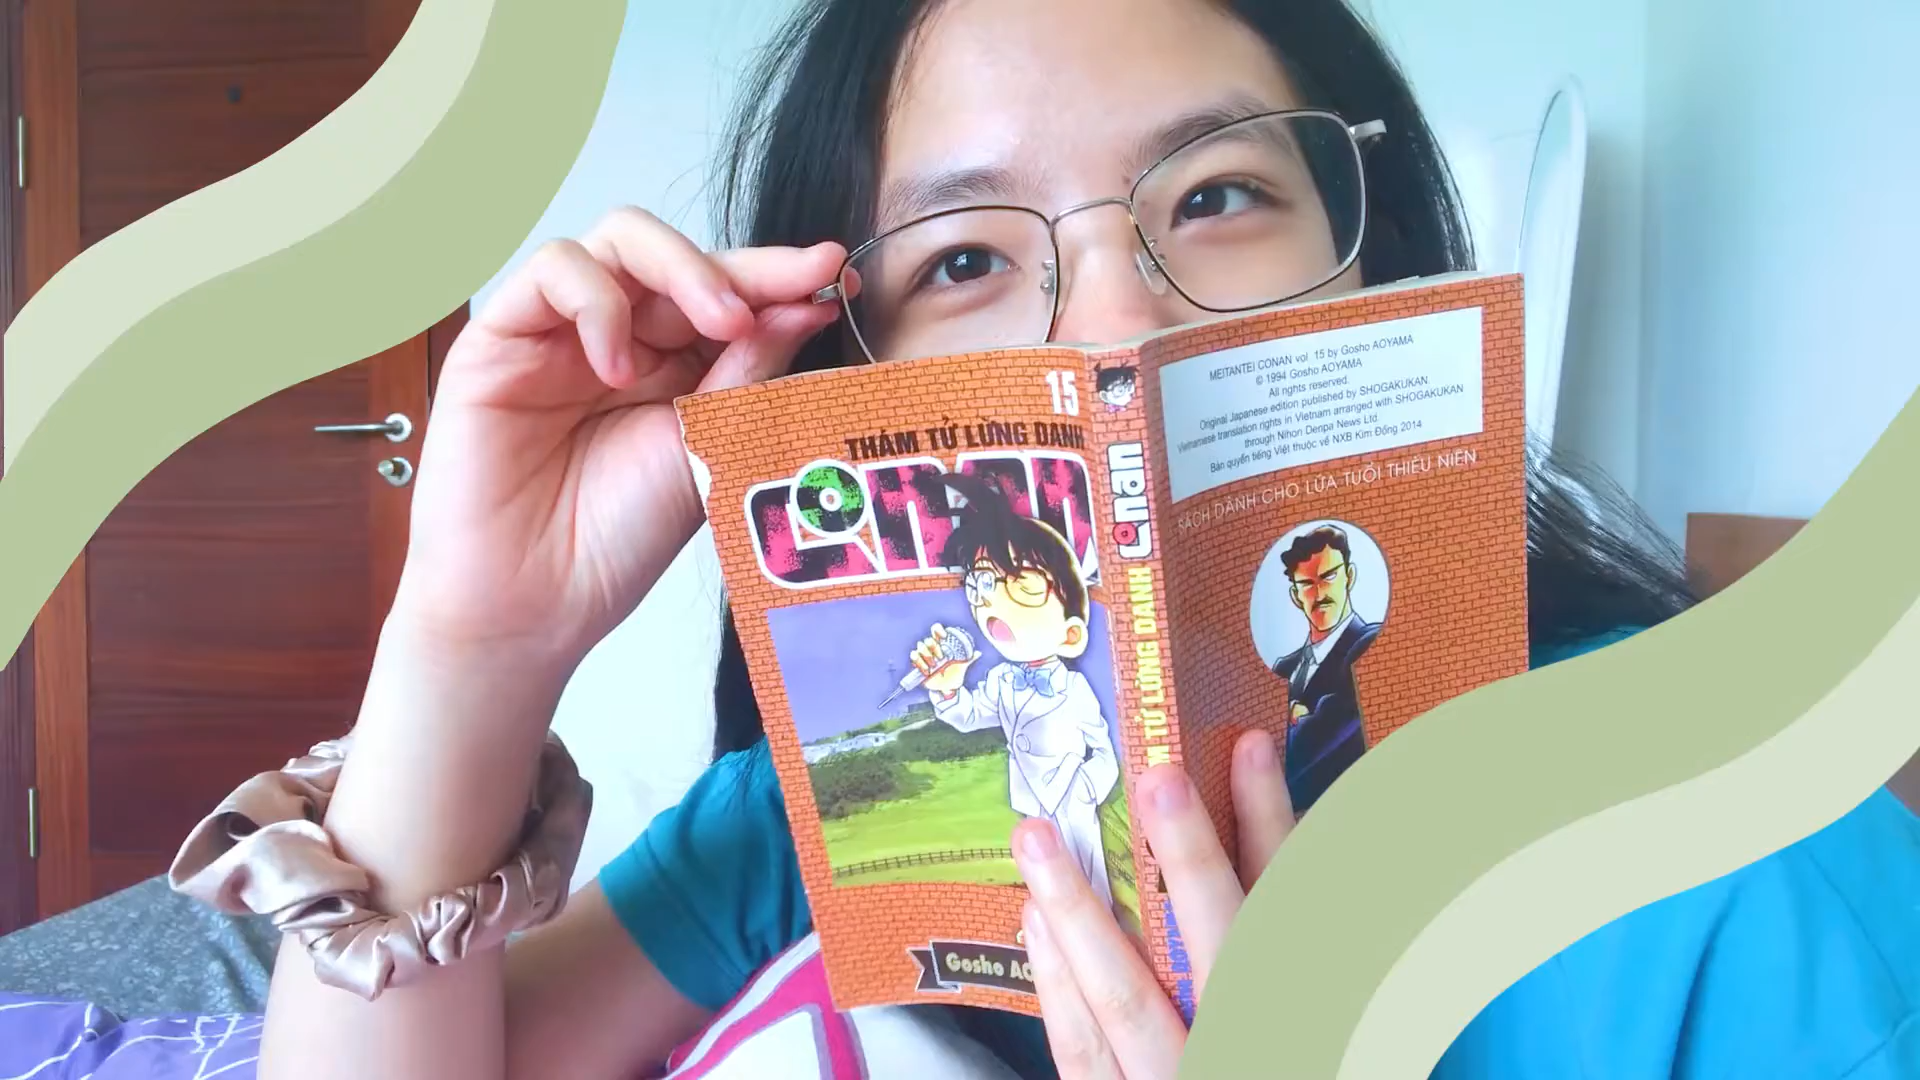 15
THÁM TỬ LỪNG DANH
CONAN
Gosho
CONAN
TỬ LỪNG DANH
MEITANTEI CONAN vol. 15 by Gosho AOYAMA
© 1994 Gosho AOYAMA
All rights reserved.
Original Japanese edition published by SHOGAKUKAN.
Vietnamese translation rights in Vietnam arranged with SHOGAKUKAN
through Nihon Denpa News Ltd.
Bản quyền tiếng Việt thuộc về NXB Kim Đồng 2014
SÁCH DÀNH CHO LỨA TUỔI THIẾU NIÊN